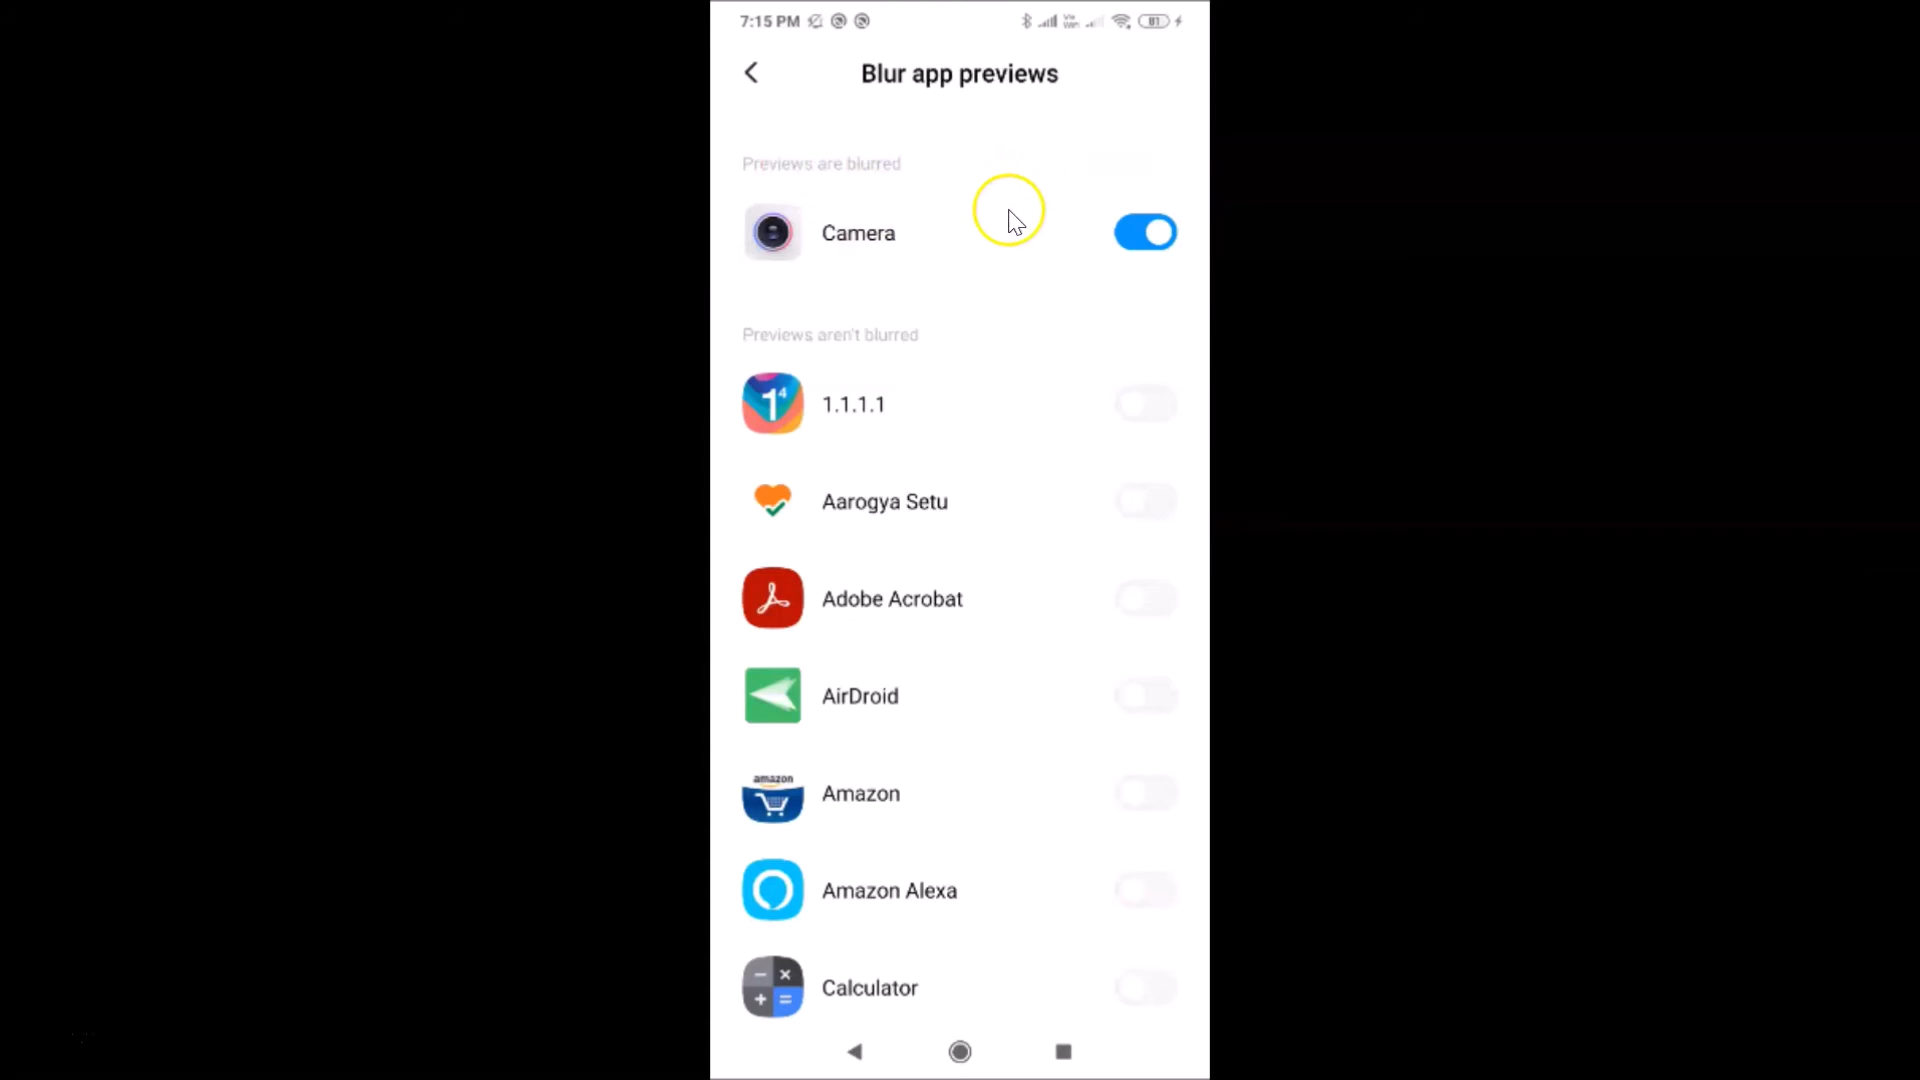 7:15 PM
81
Blur app previews
Previews are blurred
Camera
Previews aren't blurred
1.1.1.1
Aarogya Setu
Adobe Acrobat
AirDroid
amazon
Amazon
Amazon Alexa
Calculator